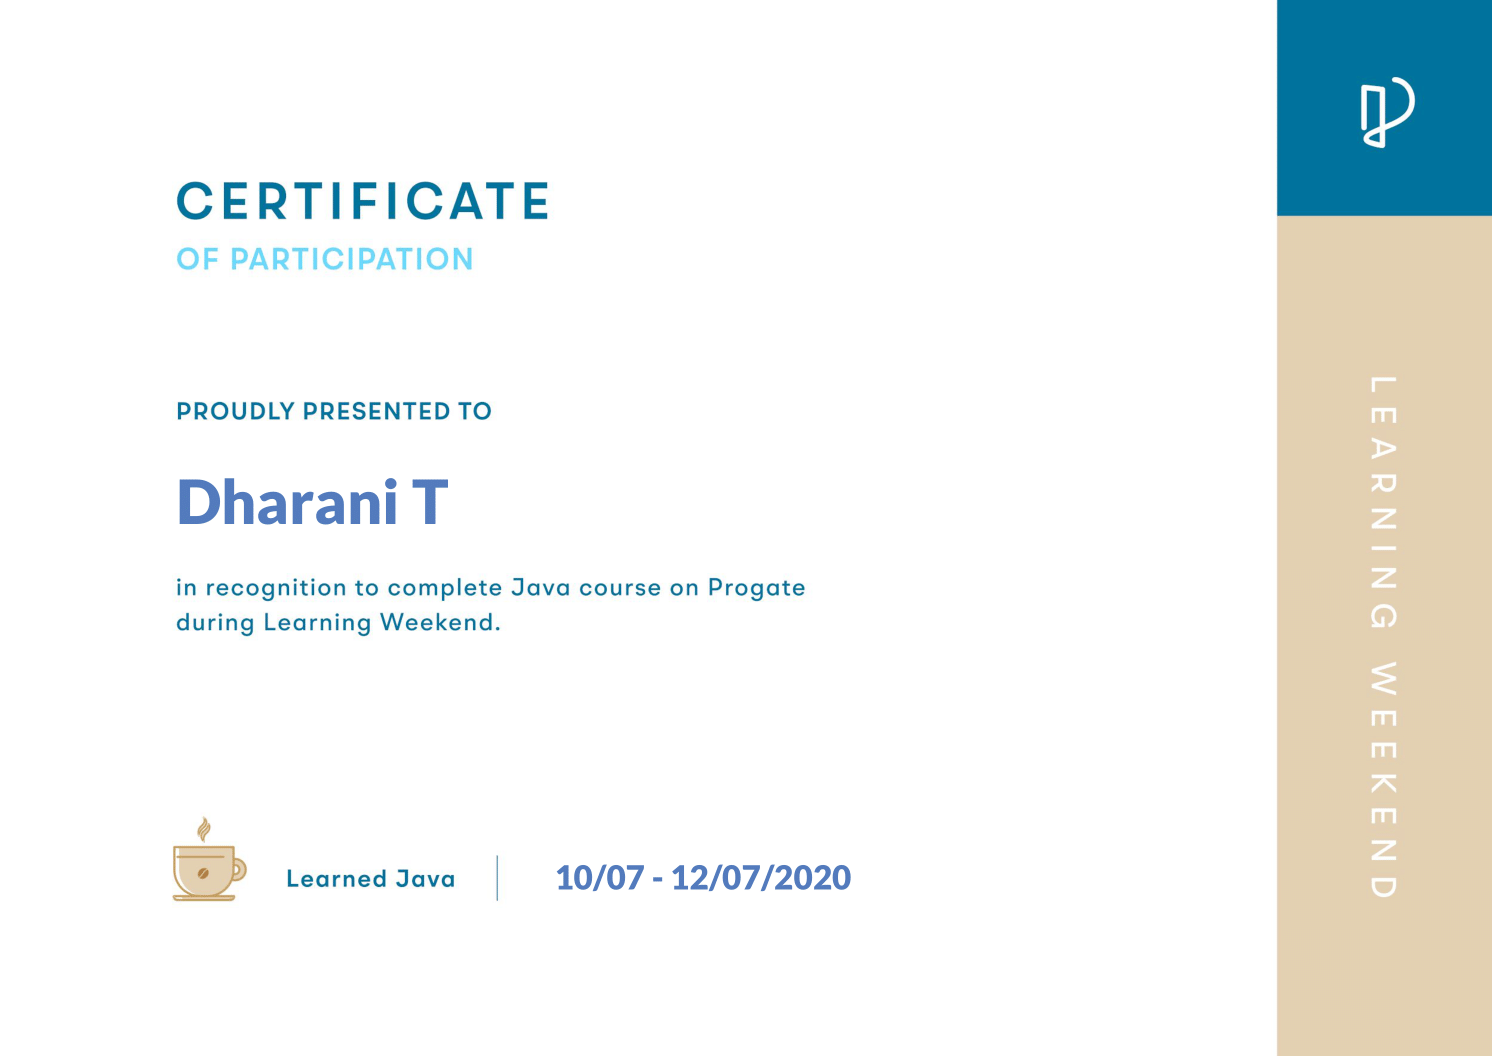 CERTIFICATE
OF PARTICIPATION
PROUDLY PRESENTED TO
Dharani T
in recognition to complete Java course on Progate
during Learning Weekend.
Learned Java
10/07 - 12/07/2020
LEARNING WEEKEND